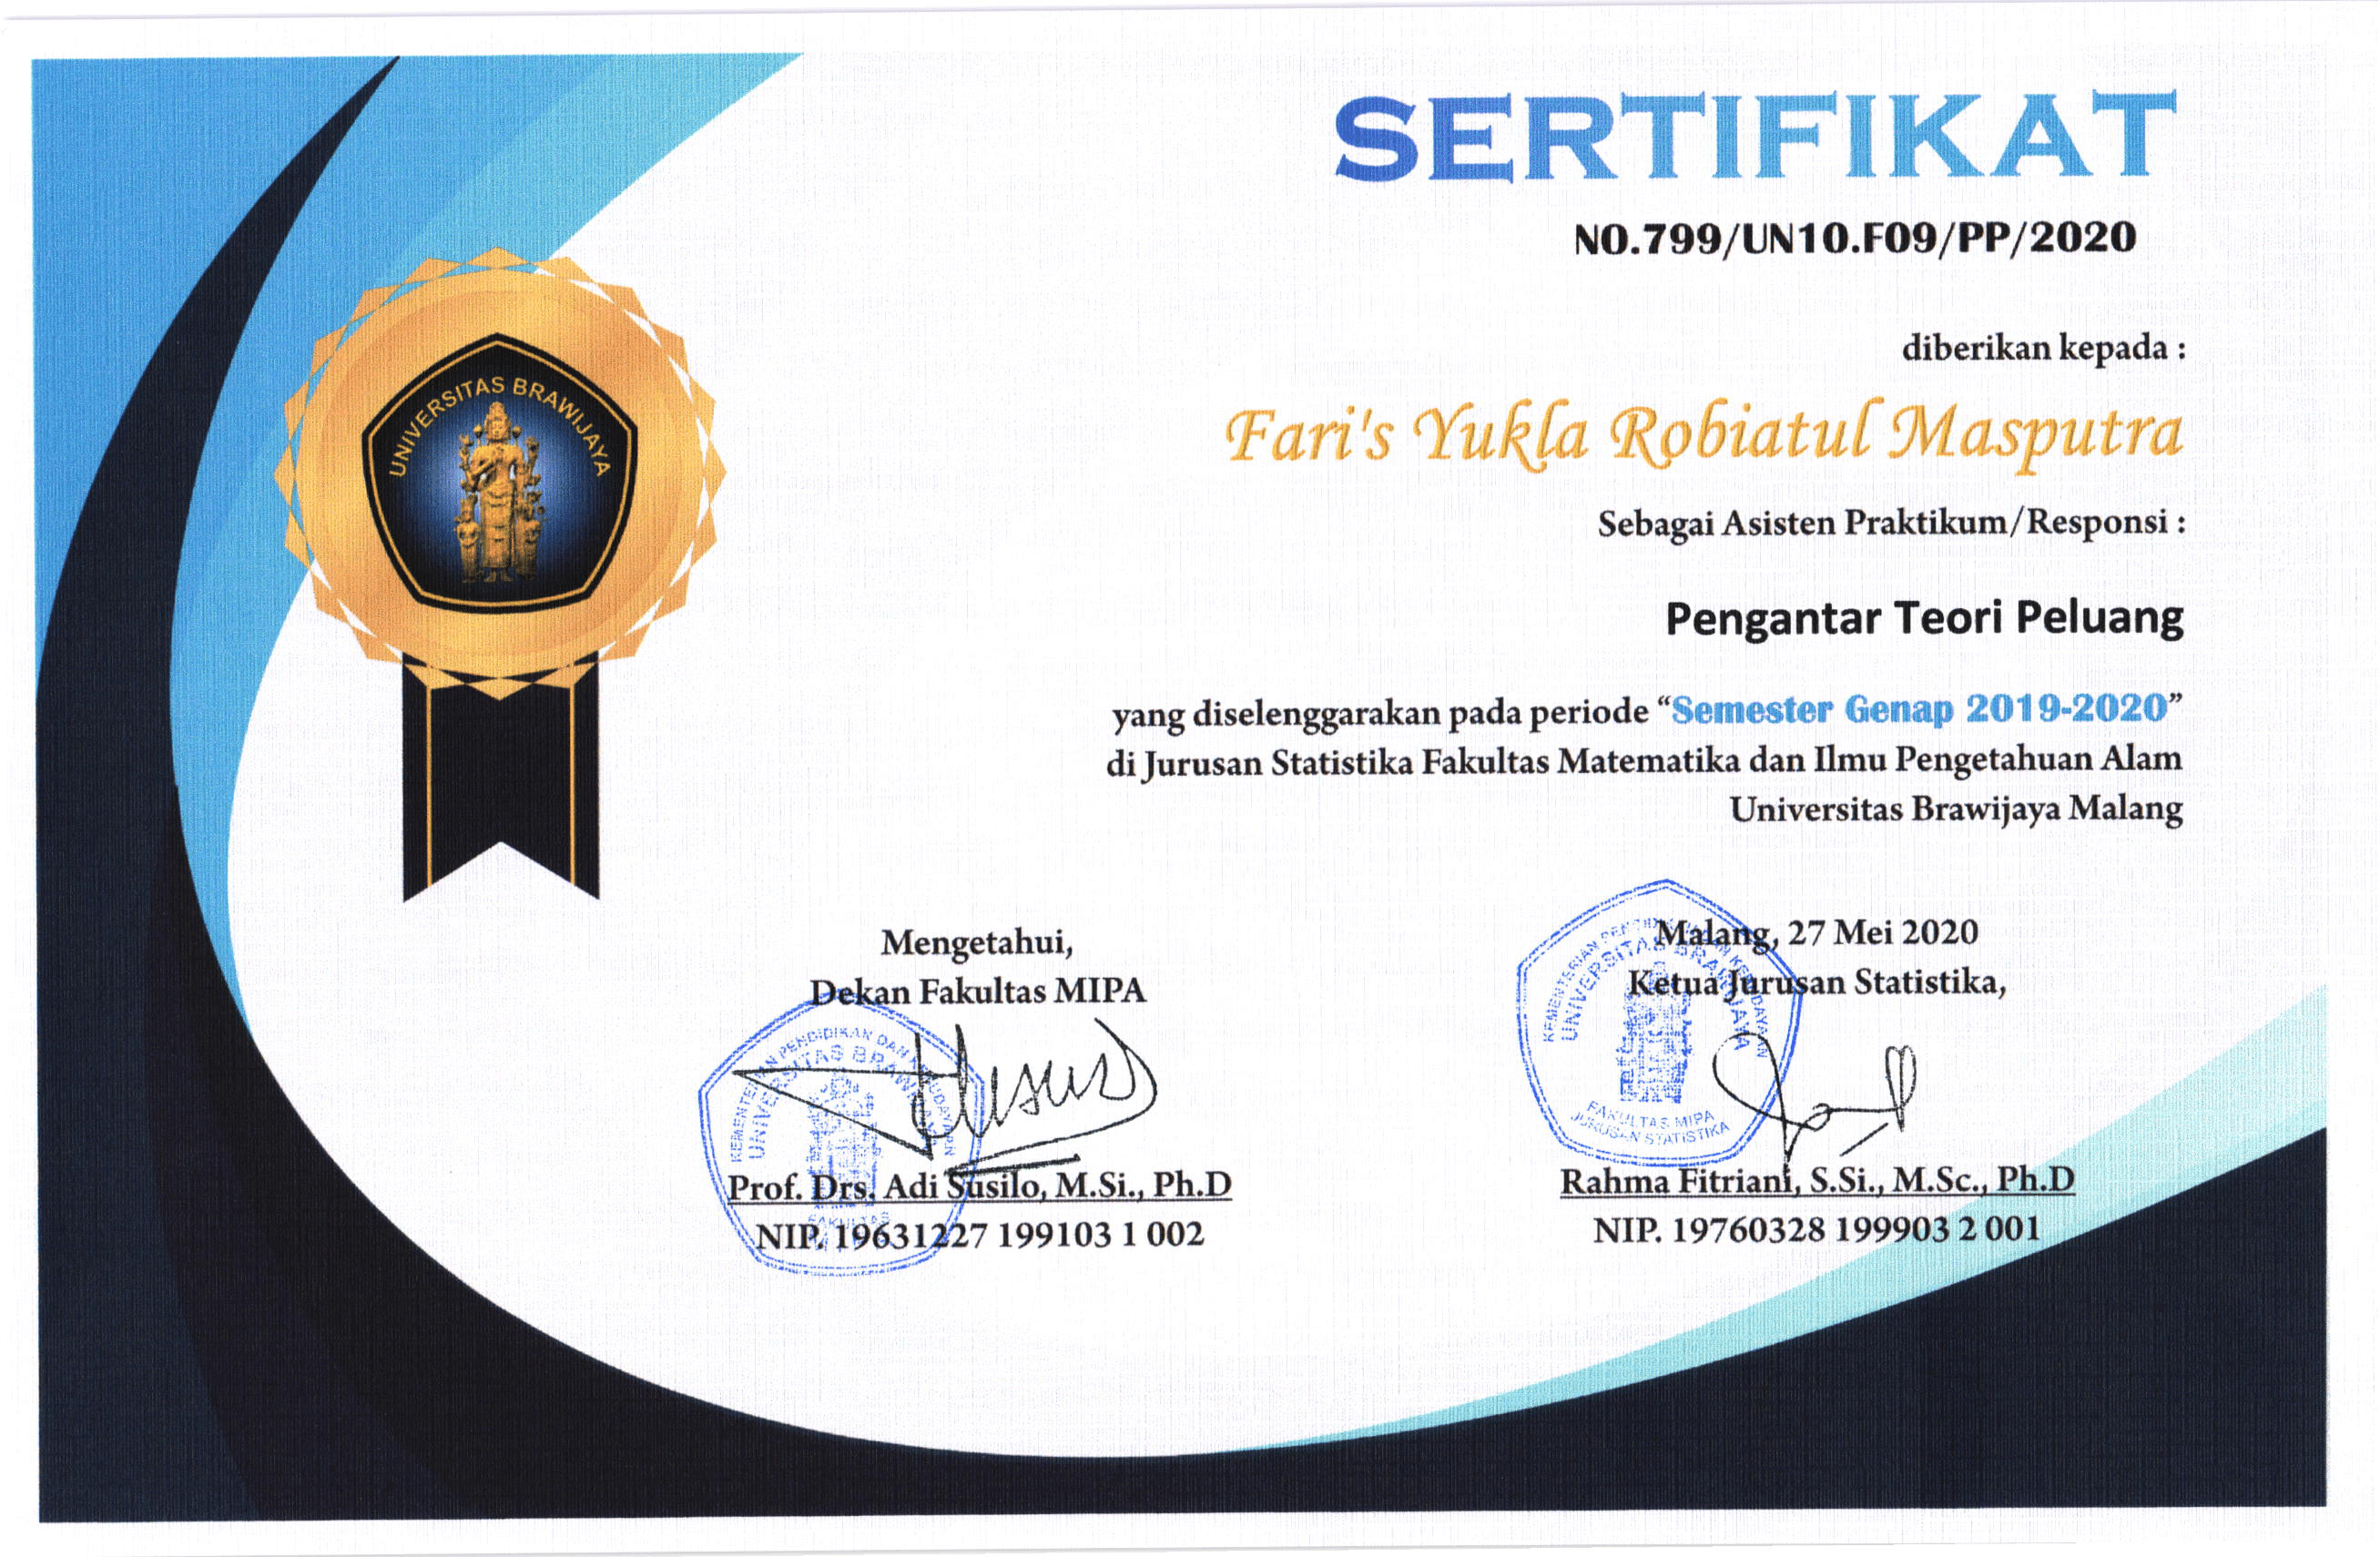 SERTIFIKAT
NO.799/UN10.F09/PP/2020
diberikan kepada :
Fari's Yukla Robiatul Masputra
Sebagai Asisten Praktikum/Responsi :
Pengantar Teori Peluang
yang diselenggarakan pada periode “Semester Genap 2019-2020”
di Jurusan Statistika Fakultas Matematika dan Ilmu Pengetahuan Alam
Universitas Brawijaya Malang
UNIVERSITAS BRAWIJAYA
Mengetahui,
Dekan Fakultas MIPA
KEMENTERIAN PENDIDIKAN DAN KEBUDAYAAN
UNIVERSITAS BRAWIJAYA
FAKULTAS
MIPA
Prof. Drs. Adi Susilo, M.Si., Ph.D
NIP. 19631227 199103 1 002
Malang, 27 Mei 2020
Ketua Jurusan Statistika,
KEMENTERIAN PENDIDIKAN DAN KEBUDAYAAN
UNIVERSITAS BRAWIJAYA
FAKULTAS MIPA
JURUSAN STATISTIKA
Rahma Fitriani, S.Si., M.Sc., Ph.D
NIP. 19760328 199903 2 001